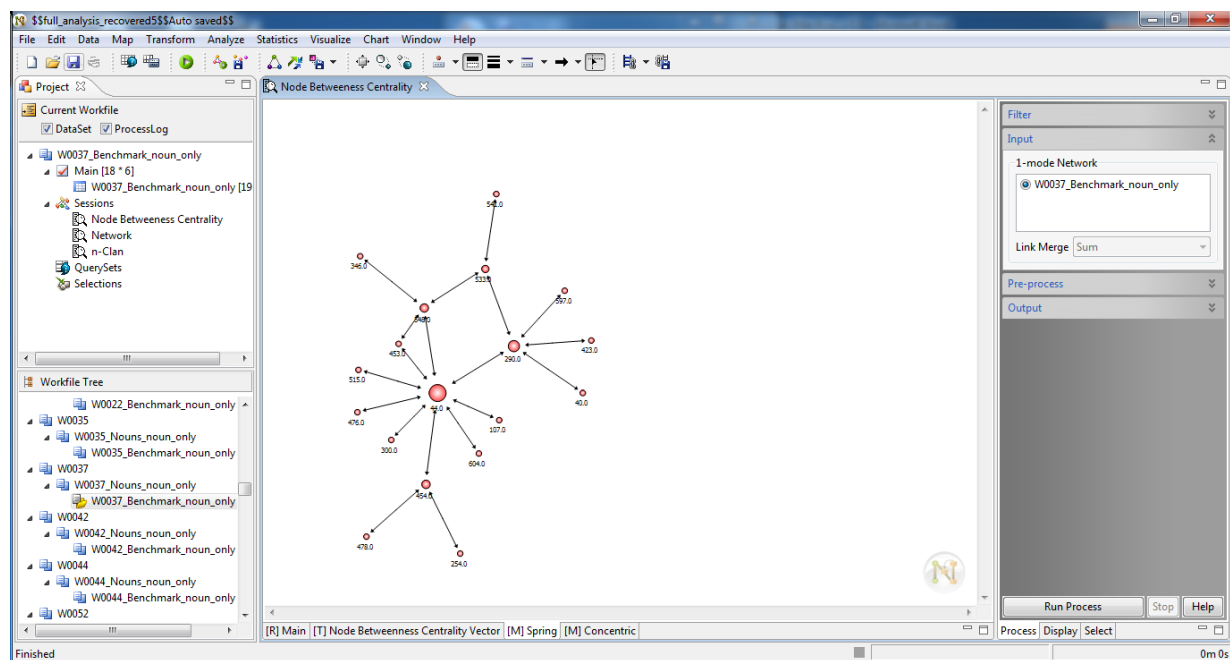 $$full_analysis_recovered5$$Auto saved$$
File Edit Data Map Transform Analyze Statistics Visualize Chart Window Help
Project
Current Workfile
DataSet ProcessLog
W0037_Benchmark_noun_only
Main [18 * 6]
W0037_Benchmark_noun_only [19
Sessions
Node Betweeness Centrality
Network
n-Clan
QuerySets
Selections
Workfile Tree
W0022_Benchmark_noun_only
W0035
W0035_Nouns_noun_only
W0035_Benchmark_noun_only
W0037
W0037_Nouns_noun_only
W0037_Benchmark_noun_only
W0042
W0042_Nouns_noun_only
W0042_Benchmark_noun_only
W0044
W0044_Nouns_noun_only
W0044_Benchmark_noun_only
W0052
Node Betweeness Centrality
346.0
597.0
453.0
290.0
423.0
515.0
40.0
44.0
476.0
107.0
300.0
604.0
454.0
478.0
254.0
[R] Main [T] Node Betweenness Centrality Vector [M] Spring [M] Concentric
Filter
Input
1-mode Network
W0037_Benchmark_noun_only
Link Merge Sum
Pre-process
Output
Run Process Stop Help
Process Display Select
Finished
0m 0s